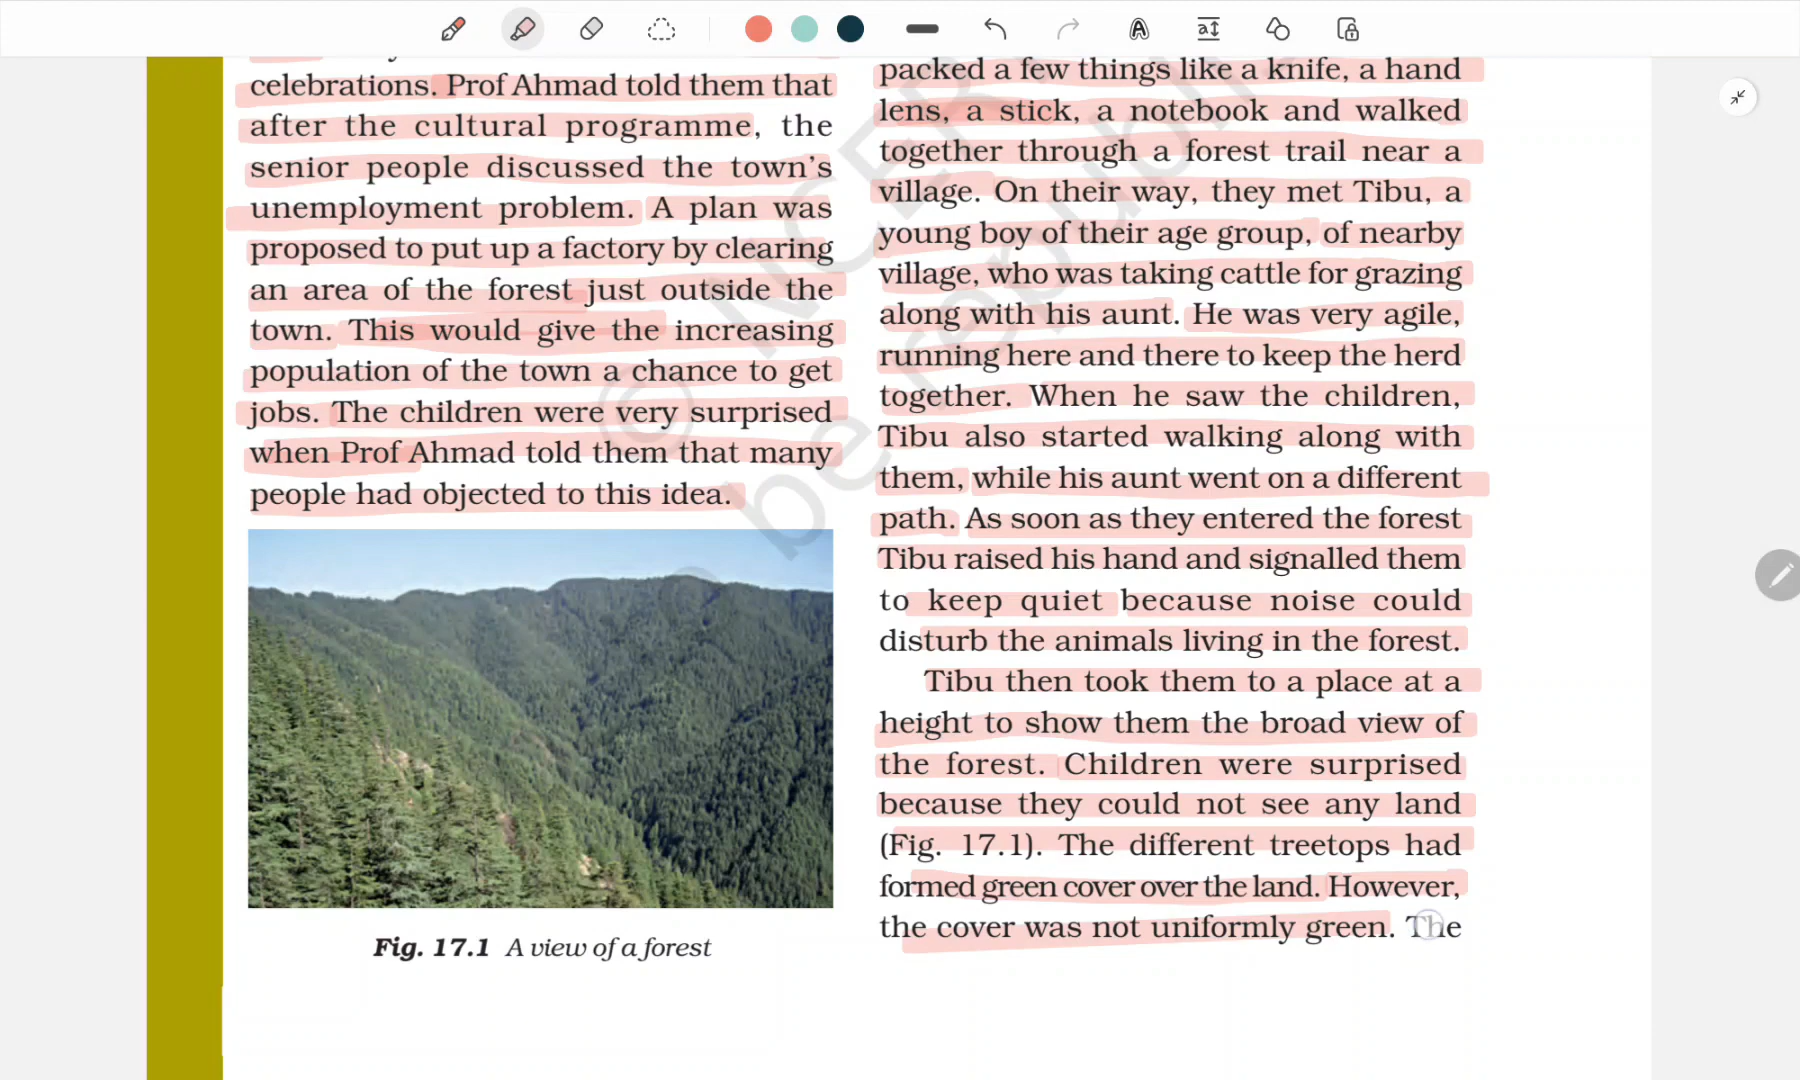 celebrations. Prof Ahmad told them that
after the cultural programme, the
senior people discussed the town's
unemployment problem. A plan was
proposed to put up a factory by clearing
an area of the forest just outside the
town. This would give the increasing
population of the town a chance to get
jobs. The children were very surprised
when Prof Ahmad told them that many
people had objected to this idea.
Fig. 17.1 A view of a forest
packed a few things like a knife, a hand
lens, a stick, a notebook and walked
together through a forest trail near a
village. On their way, they met Tibu, a
young boy of their age group, of nearby
village, who was taking cattle for grazing
along with his aunt. He was very agile,
running here and there to keep the herd
together. When he saw the children,
Tibu also started walking along with
them, while his aunt went on a different
path. As soon as they entered the forest
Tibu raised his hand and signalled them
to keep quiet because noise could
disturb the animals living in the forest.
Tibu then took them to a place at a
height to show them the broad view of
the forest. Children were surprised
because they could not see any land
(Fig. 17.1). The different treetops had
formed green cover over the land. However,
the cover was not uniformly green. The